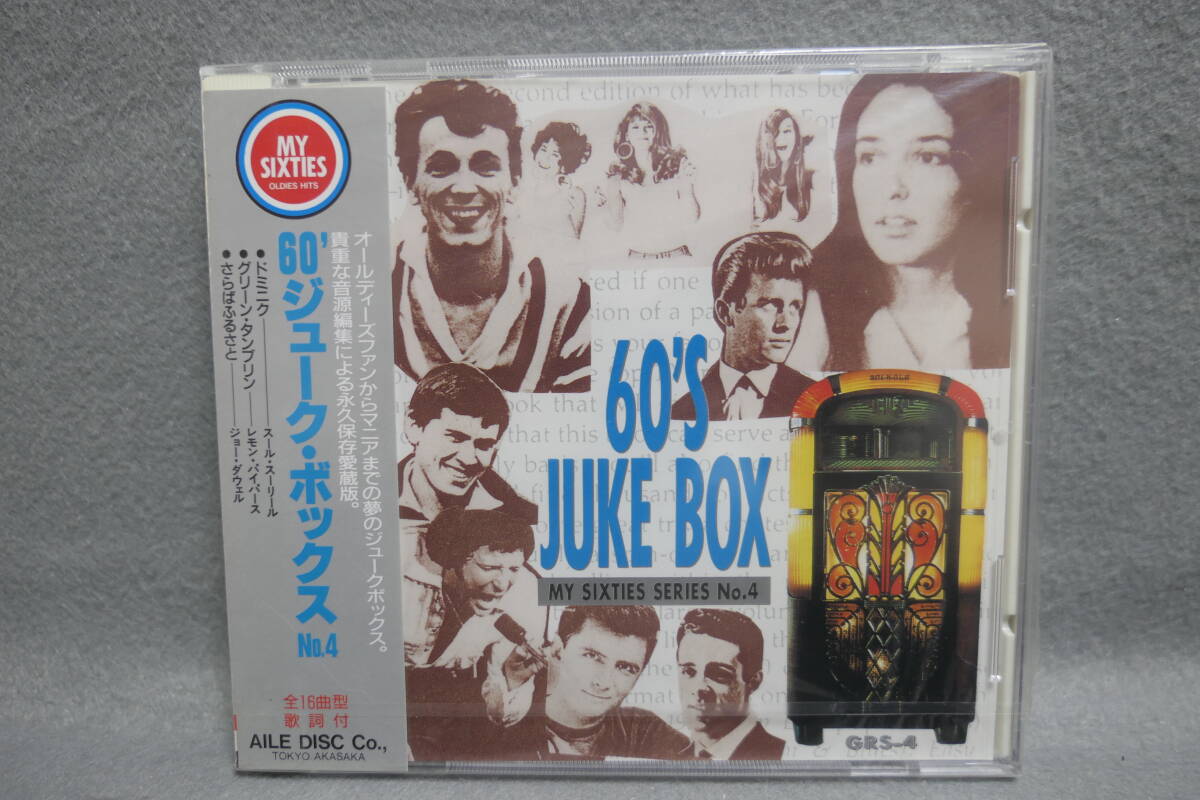 MY
SIXTIES
OLDIES HITS
オールディーズファンからマニアまでの夢のジュークボックス。
貴重な音源編集による永久保存愛蔵版。
60'ジューク・ボックス No.4
●ドミニク────スール・スーリール
●グリーン・タンブリン──レモン・パイパース
●さらばふるさと────ジョー・ダウェル
全16曲型
歌詞付
AILE DISC Co.,
TOKYO AKASAKA
60'S
JUKE BOX
MY SIXTIES SERIES No.4
GRS-4